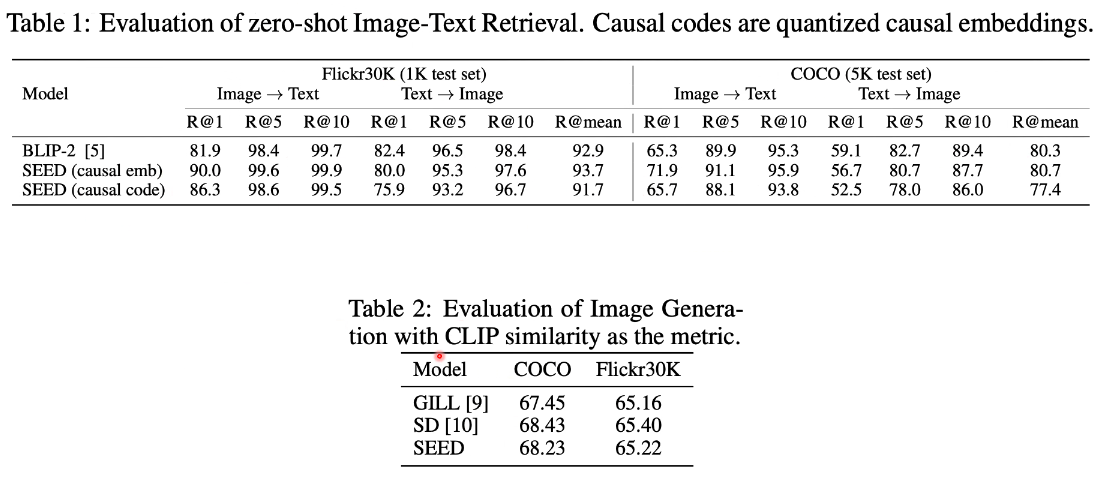 Table 1: Evaluation of zero-shot Image-Text Retrieval. Causal codes are quantized causal embeddings.
Flickr30K (1K test set) COCO (5K test set)
Model Image → Text Text → Image Image → Text Text → Image
R@1 R@5 R@10 R@1 R@5 R@10 R@mean R@1 R@5 R@10 R@1 R@5 R@10 R@mean
BLIP-2 [5] 81.9 98.4 99.7 82.4 96.5 98.4 92.9 65.3 89.9 95.3 59.1 82.7 89.4 80.3
SEED (causal emb) 90.0 99.6 99.9 80.0 95.3 97.6 93.7 71.9 91.1 95.9 56.7 80.7 87.7 80.7
SEED (causal code) 86.3 98.6 99.5 75.9 93.2 96.7 91.7 65.7 88.1 93.8 52.5 78.0 86.0 77.4
Table 2: Evaluation of Image Genera-
tion with CLIP similarity as the metric.
Model COCO Flickr30K
GILL [9] 67.45 65.16
SD [10] 68.43 65.40
SEED 68.23 65.22